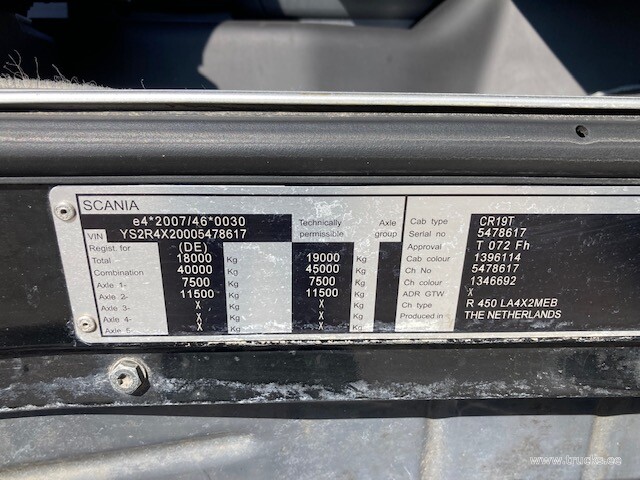 SCANIA
e4*2007/46*0030
VIN YS2R4X20005478617
Technically permissible
Axle group
Regist. for (DE)
Total 18000 Kg 19000 Kg
Combination 40000 Kg 45000 Kg
Axle 1- 7500 Kg 7500 Kg
Axle 2- 11500 Kg 11500 Kg
Axle 3- X Kg X Kg
Axle 4- X Kg X Kg
Axle 5- X Kg X Kg
Cab type CR19T
Serial no 5478617
Approval T 072 Fh
Cab colour 1396114
Ch No 5478617
Ch colour 1346692
ADR GTW X
Ch type R 450 LA4X2MEB
Produced in THE NETHERLANDS
www.trucks.ee